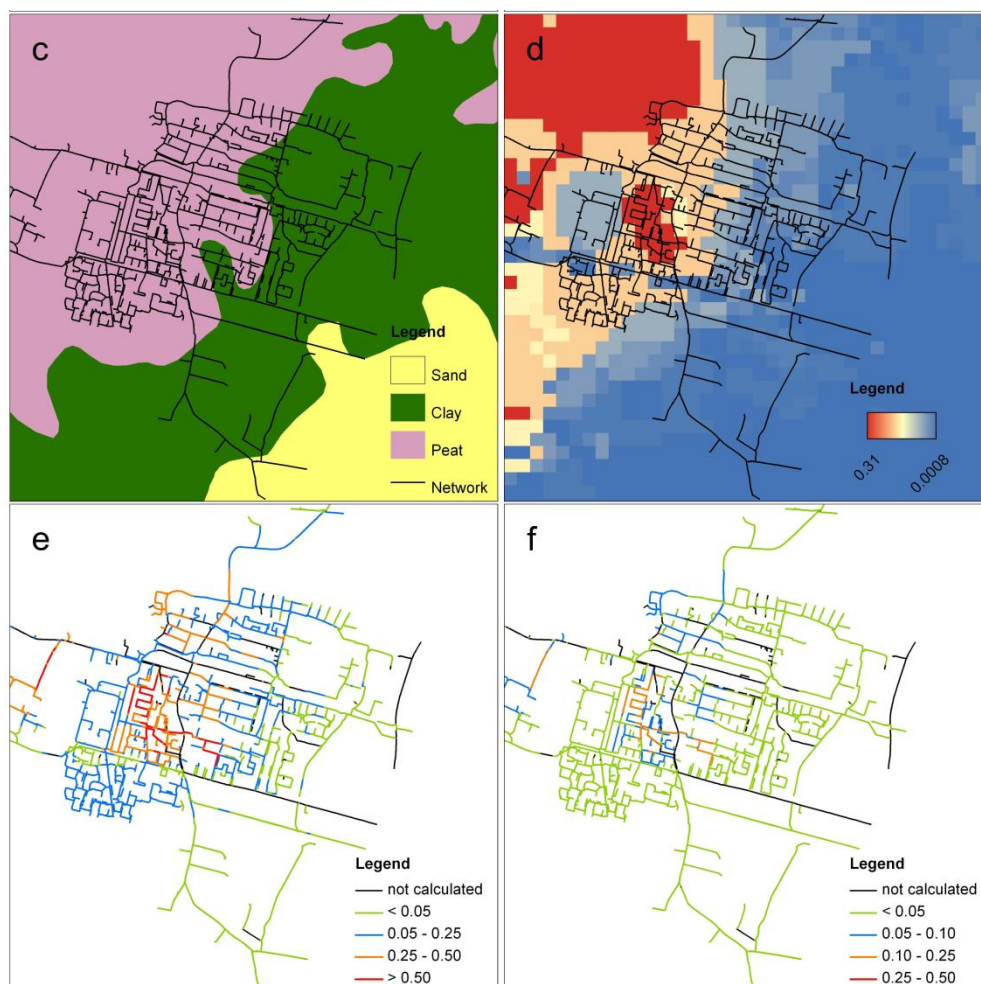 c
Legend
Sand
Clay
Peat
Network
d
Legend
0.31
0.0008
e
Legend
not calculated
< 0.05
0.05 - 0.25
0.25 - 0.50
> 0.50
f
Legend
not calculated
< 0.05
0.05 - 0.10
0.10 - 0.25
0.25 - 0.50